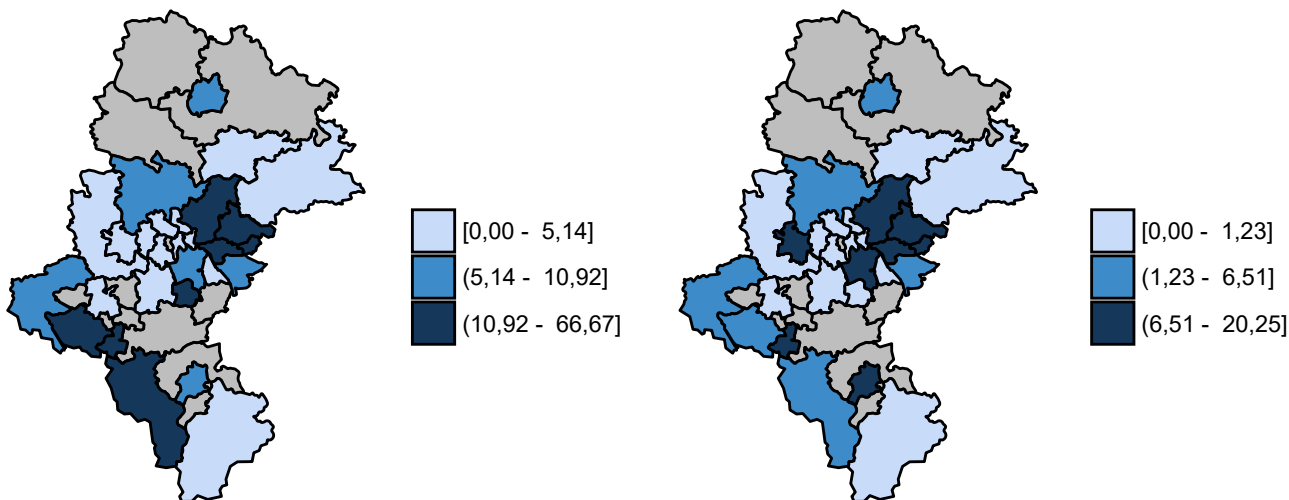 [0,00 - 5,14]
(5,14 - 10,92]
(10,92 - 66,67]
[0,00 - 1,23]
(1,23 - 6,51]
(6,51 - 20,25]